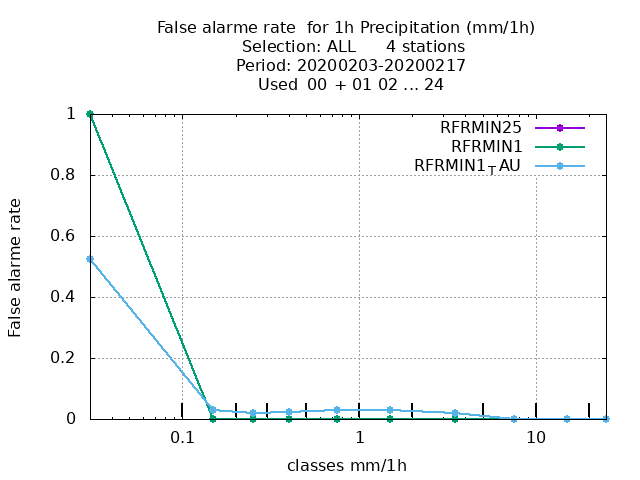 False alarme rate  for 1h Precipitation (mm/1h)
Selection: ALL      4 stations
Period: 20200203-20200217
Used  00  + 01 02 ... 24
RFRMIN25
RFRMIN1
RFRMIN1TAU
1
0.8
0.6
0.4
0.2
0
False alarme rate
0.1
1
10
classes mm/1h